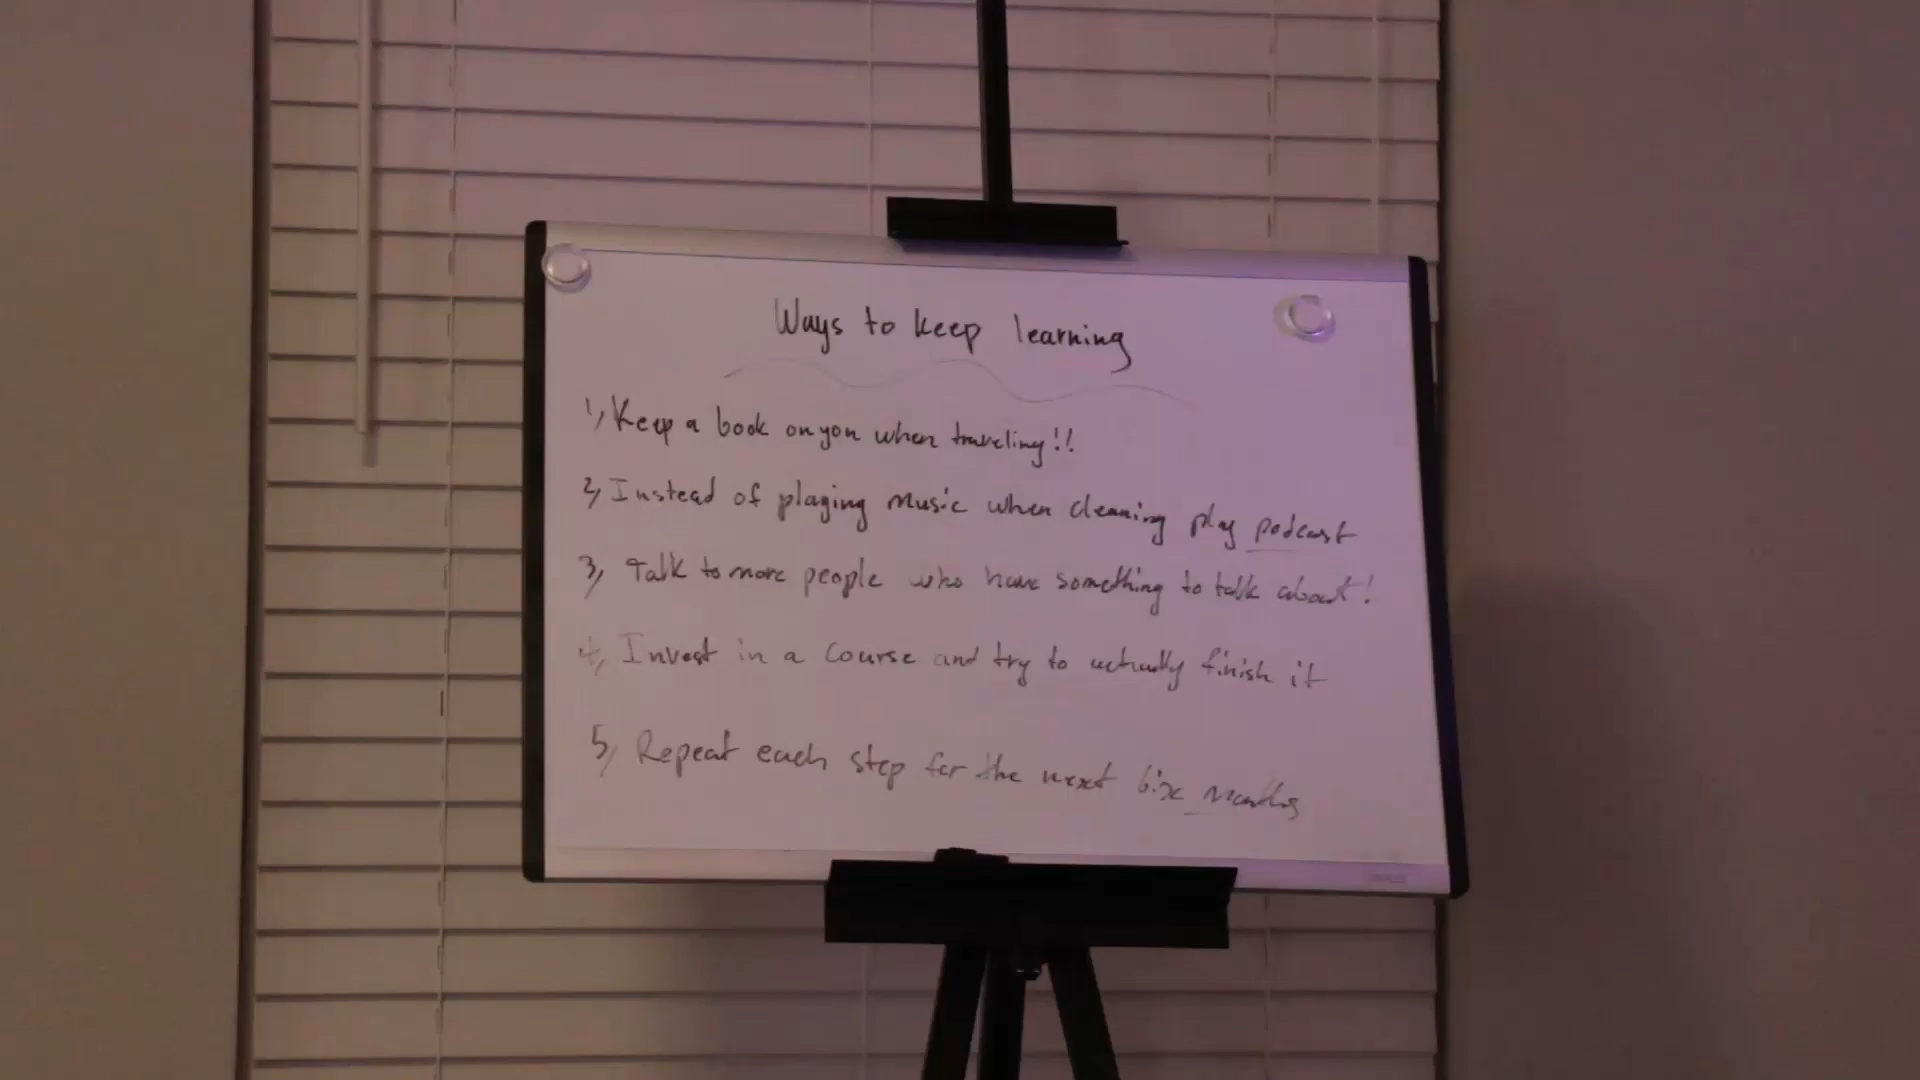 Ways to keep learning
1, Keep a book on you when traveling!!
2, Instead of playing music when cleaning play podcast
3, Talk to more people who have something to talk about!
4, Invest in a course and try to actually finish it
5, Repeat each step for the next six months